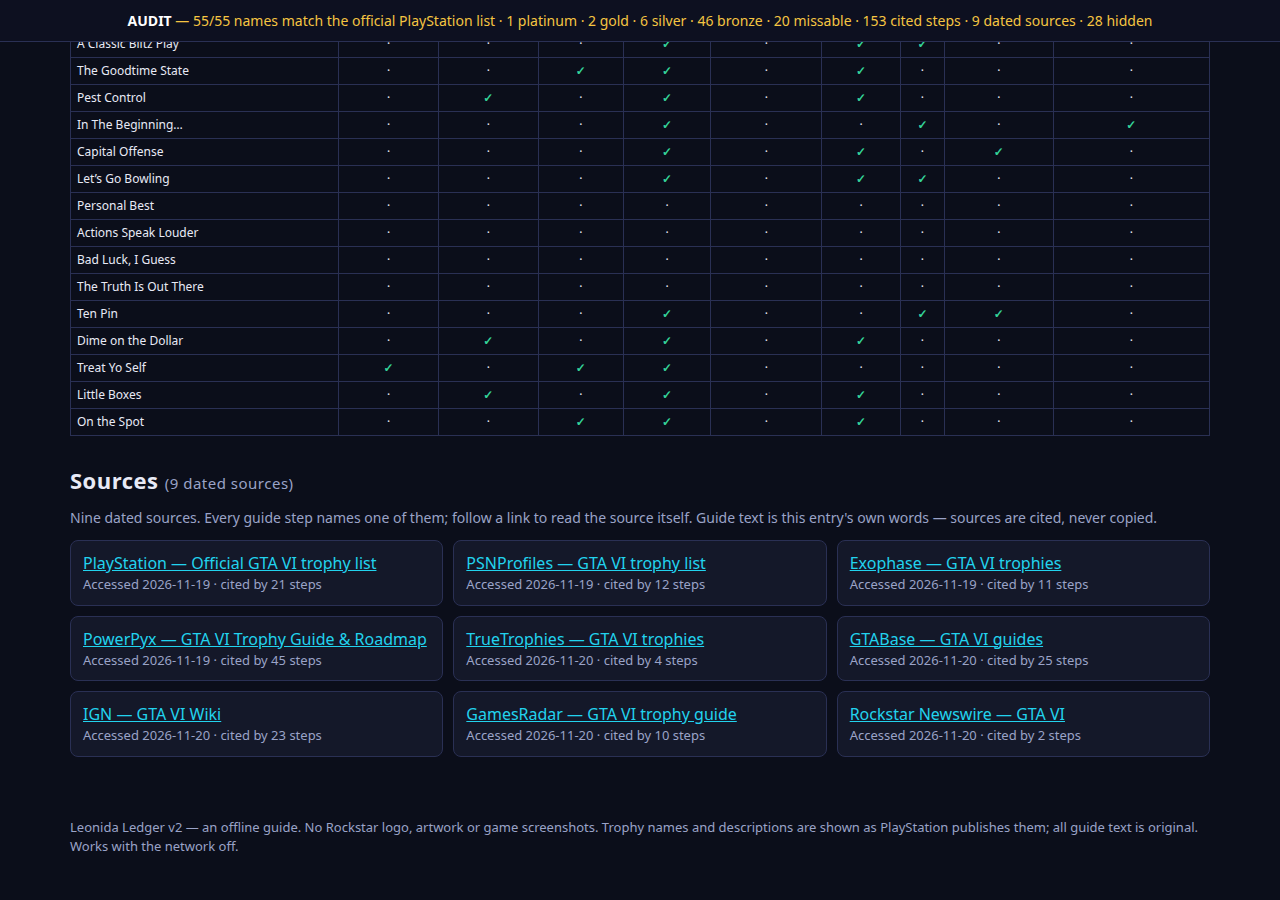 AUDIT — 55/55 names match the official PlayStation list · 1 platinum · 2 gold · 6 silver · 46 bronze · 20 missable · 153 cited steps · 9 dated sources · 28 hidden
A Classic Blitz Play · · · ✓ · ✓ ✓ · ·
The Goodtime State · · ✓ ✓ · ✓ · · ·
Pest Control · ✓ · ✓ · ✓ · · ·
In The Beginning... · · · ✓ · · ✓ · ✓
Capital Offense · · · ✓ · ✓ · ✓ ·
Let's Go Bowling · · · ✓ · ✓ ✓ · ·
Personal Best · · · · · · · · ·
Actions Speak Louder · · · · · · · · ·
Bad Luck, I Guess · · · · · · · · ·
The Truth Is Out There · · · · · · · · ·
Ten Pin · · · ✓ · · ✓ ✓ ·
Dime on the Dollar · ✓ · ✓ · ✓ · · ·
Treat Yo Self ✓ · ✓ ✓ · · · · ·
Little Boxes · ✓ · ✓ · ✓ · · ·
On the Spot · · ✓ ✓ · ✓ · · ·
Sources (9 dated sources)
Nine dated sources. Every guide step names one of them; follow a link to read the source itself. Guide text is this entry's own words — sources are cited, never copied.
PlayStation — Official GTA VI trophy list
Accessed 2026-11-19 · cited by 21 steps
PSNProfiles — GTA VI trophy list
Accessed 2026-11-19 · cited by 12 steps
Exophase — GTA VI trophies
Accessed 2026-11-19 · cited by 11 steps
PowerPyx — GTA VI Trophy Guide & Roadmap
Accessed 2026-11-19 · cited by 45 steps
TrueTrophies — GTA VI trophies
Accessed 2026-11-20 · cited by 4 steps
GTABase — GTA VI guides
Accessed 2026-11-20 · cited by 25 steps
IGN — GTA VI Wiki
Accessed 2026-11-20 · cited by 23 steps
GamesRadar — GTA VI trophy guide
Accessed 2026-11-20 · cited by 10 steps
Rockstar Newswire — GTA VI
Accessed 2026-11-20 · cited by 2 steps
Leonida Ledger v2 — an offline guide. No Rockstar logo, artwork or game screenshots. Trophy names and descriptions are shown as PlayStation publishes them; all guide text is original.
Works with the network off.